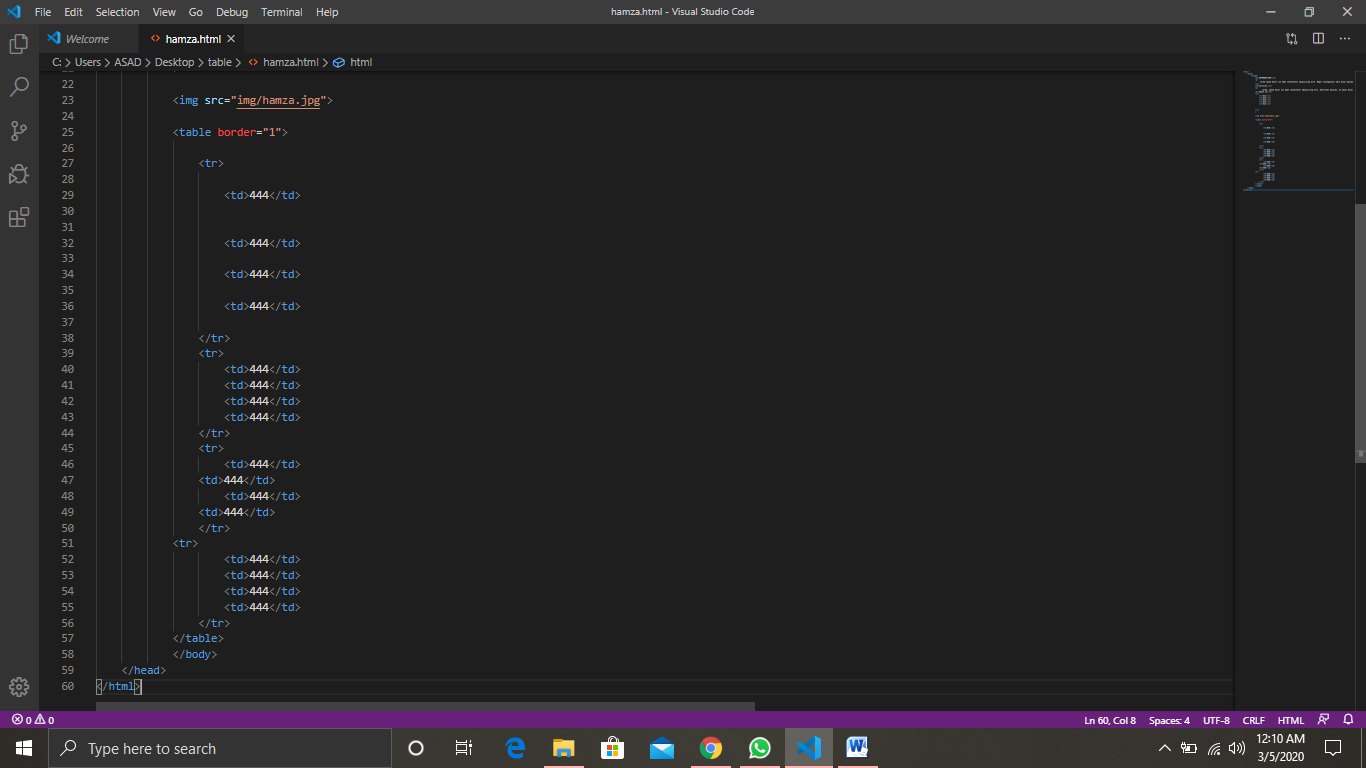 File Edit Selection View Go Debug Terminal Help hamza.html - Visual Studio Code
Welcome hamza.html
C: > Users > ASAD > Desktop > table > hamza.html > html
22
23 <img src="img/hamza.jpg">
24
25 <table border="1">
26
27 <tr>
28
29 <td>444</td>
30
31
32 <td>444</td>
33
34 <td>444</td>
35
36 <td>444</td>
37
38 </tr>
39 <tr>
40 <td>444</td>
41 <td>444</td>
42 <td>444</td>
43 <td>444</td>
44 </tr>
45 <tr>
46 <td>444</td>
47 <td>444</td>
48 <td>444</td>
49 <td>444</td>
50 </tr>
51 <tr>
52 <td>444</td>
53 <td>444</td>
54 <td>444</td>
55 <td>444</td>
56 </tr>
57 </table>
58 </body>
59 </head>
60 </html>
0 0 Ln 60, Col 8 Spaces: 4 UTF-8 CRLF HTML
Type here to search
12:10 AM
3/5/2020